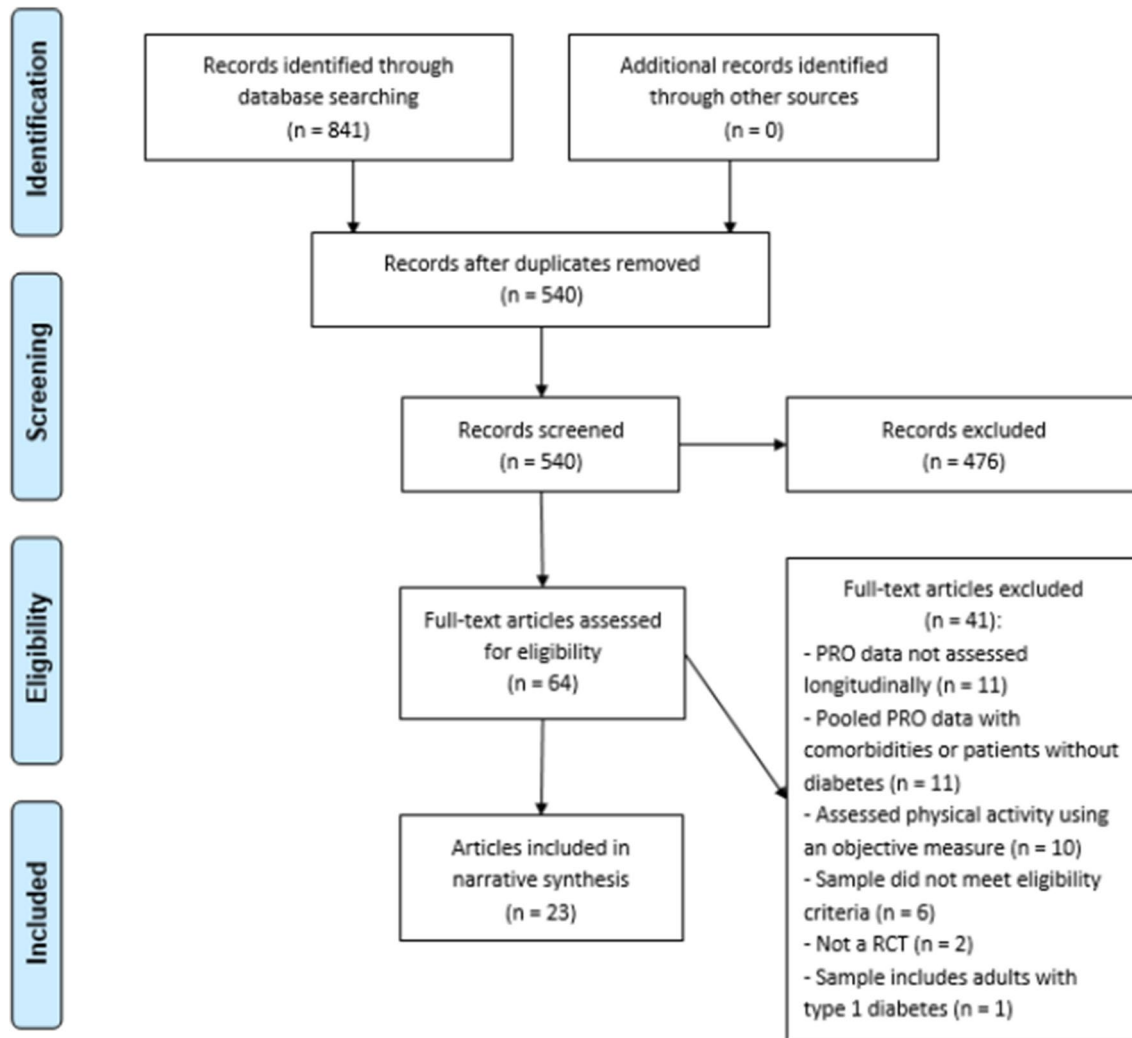 Identification
Records identified through
database searching
(n = 841)
Additional records identified
through other sources
(n = 0)
Records after duplicates removed
(n = 540)
Screening
Records screened
(n = 540)
Records excluded
(n = 476)
Eligibility
Full-text articles assessed
for eligibility
(n = 64)
Full-text articles excluded
(n = 41):
- PRO data not assessed
longitudinally (n = 11)
- Pooled PRO data with
comorbidities or patients without
diabetes (n = 11)
- Assessed physical activity using
an objective measure (n = 10)
- Sample did not meet eligibility
criteria (n = 6)
- Not a RCT (n = 2)
- Sample includes adults with
type 1 diabetes (n = 1)
Included
Articles included in
narrative synthesis
(n = 23)